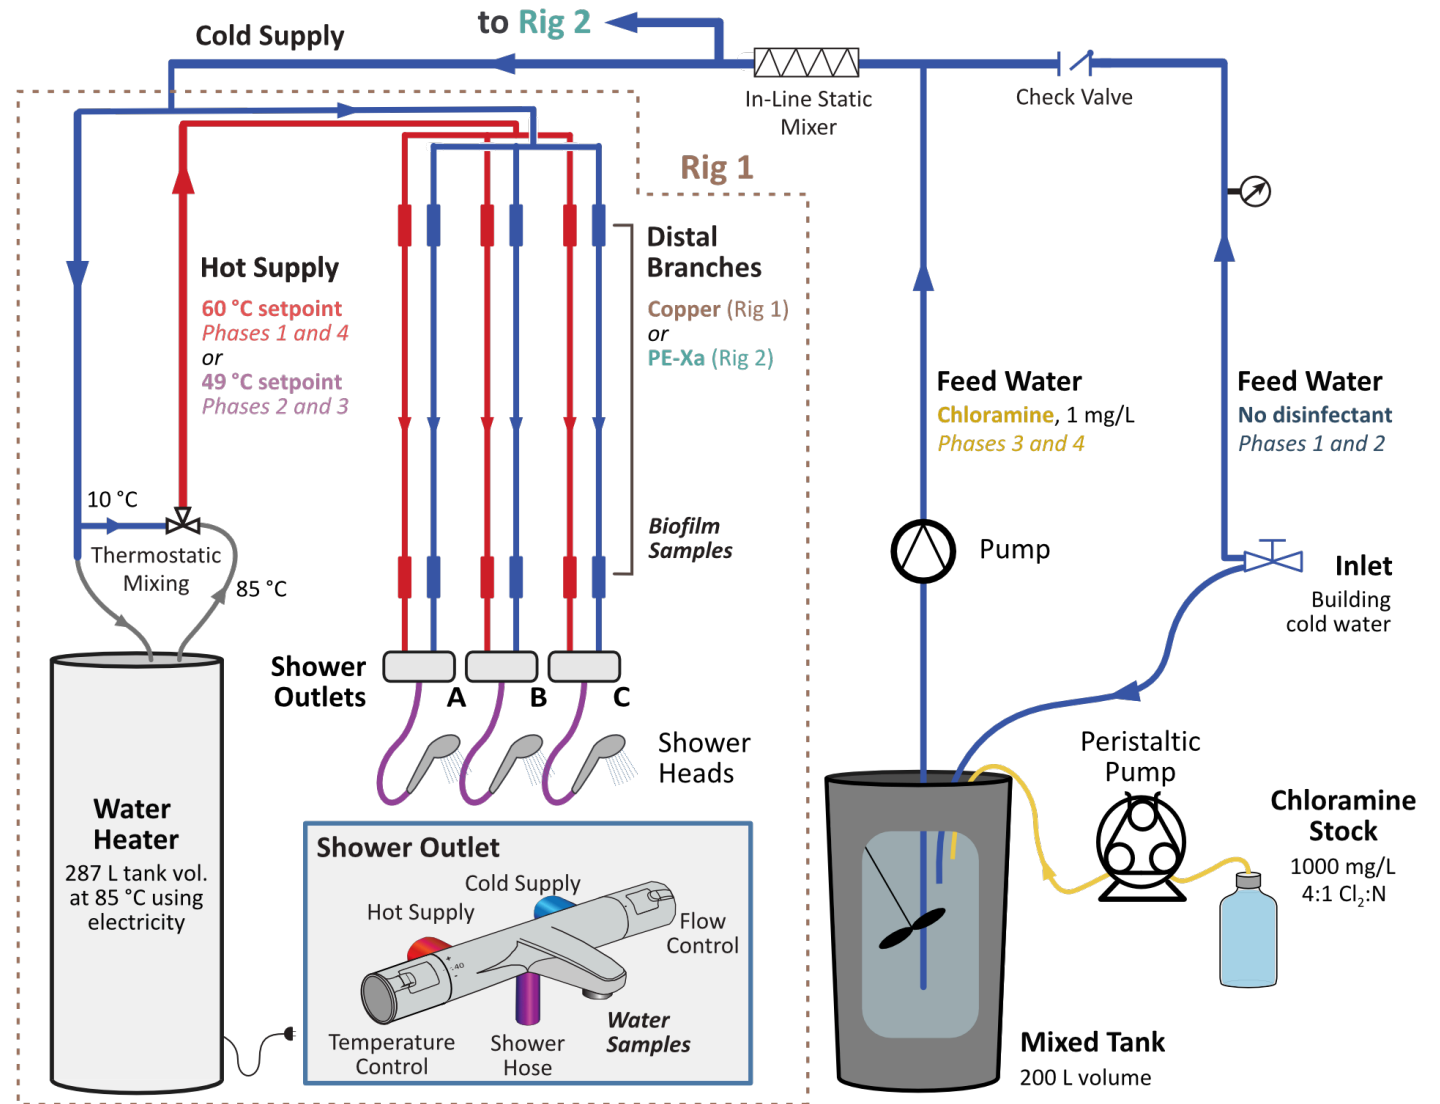 to Rig 2
Cold Supply
In-Line Static
Mixer
Check Valve
Rig 1
Hot Supply
60 °C setpoint
Phases 1 and 4
or
49 °C setpoint
Phases 2 and 3
Distal
Branches
Copper (Rig 1)
or
PE-Xa (Rig 2)
Feed Water
Chloramine, 1 mg/L
Phases 3 and 4
Feed Water
No disinfectant
Phases 1 and 2
10 °C
Thermostatic
Mixing
85 °C
Biofilm
Samples
Pump
Inlet
Building
cold water
Shower
Outlets
A
B
C
Shower
Heads
Peristaltic
Pump
Chloramine
Stock
1000 mg/L
4:1 Cl₂:N
Water
Heater
287 L tank vol.
at 85 °C using
electricity
Shower Outlet
Cold Supply
Hot Supply
Flow
Control
+
40
-
Temperature
Control
Shower
Hose
Water
Samples
Mixed Tank
200 L volume